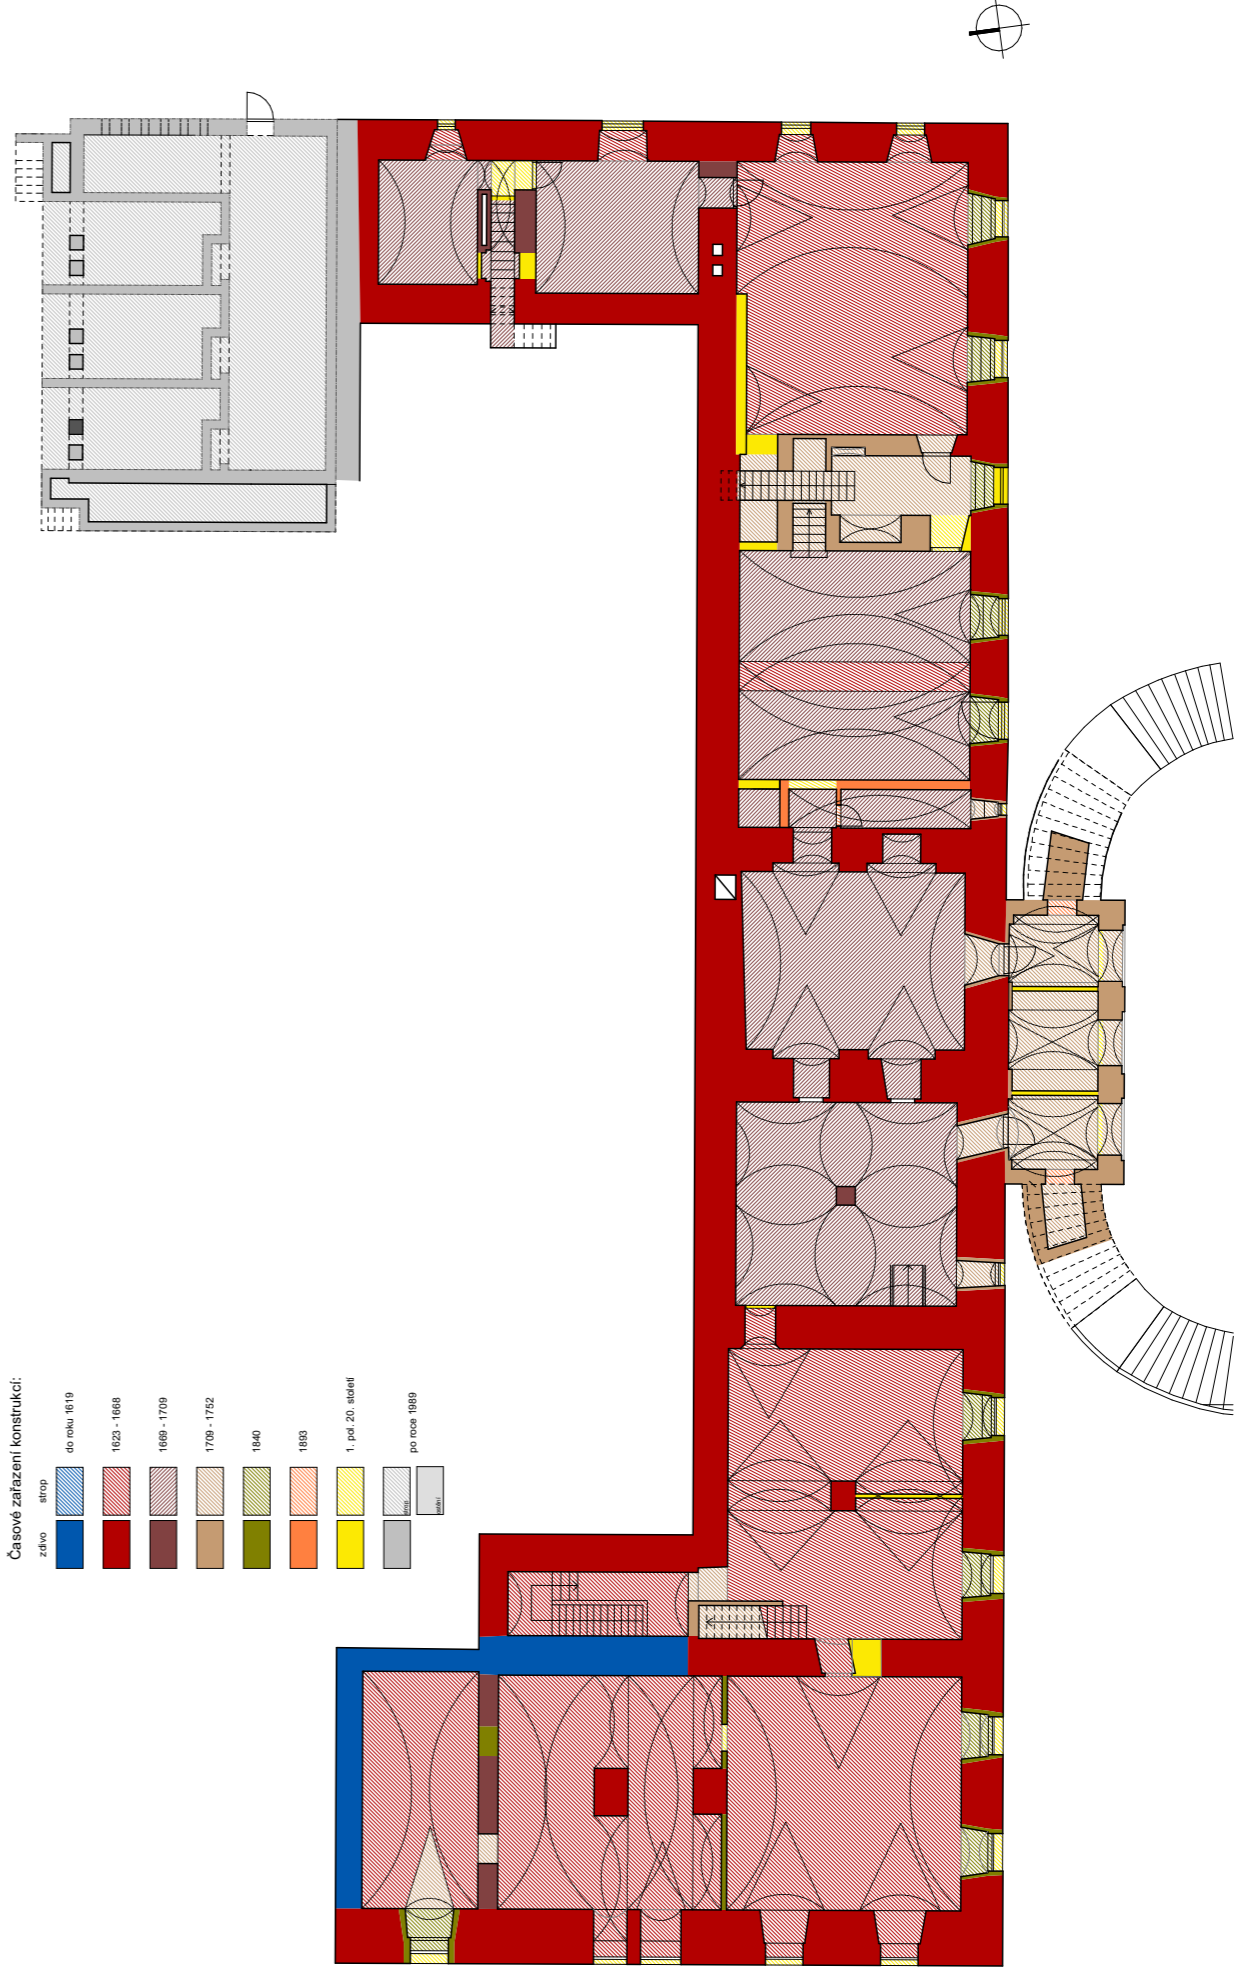 Časové zařazení konstrukcí:
zdivo strop
do roku 1619
1623 - 1668
1669 - 1709
1709 - 1752
1840
1893
1. pol. 20. století
po roce 1989
strop